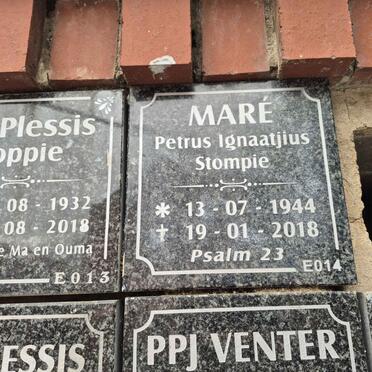 Plessis
oppie
08 - 1932
08 - 2018
e Ma en Ouma
E013
MARÉ
Petrus Ignaatjius
Stompie
* 13 - 07 - 1944
✝ 19 - 01 - 2018
Psalm 23
E014
LESSIS
PPJ VENTER